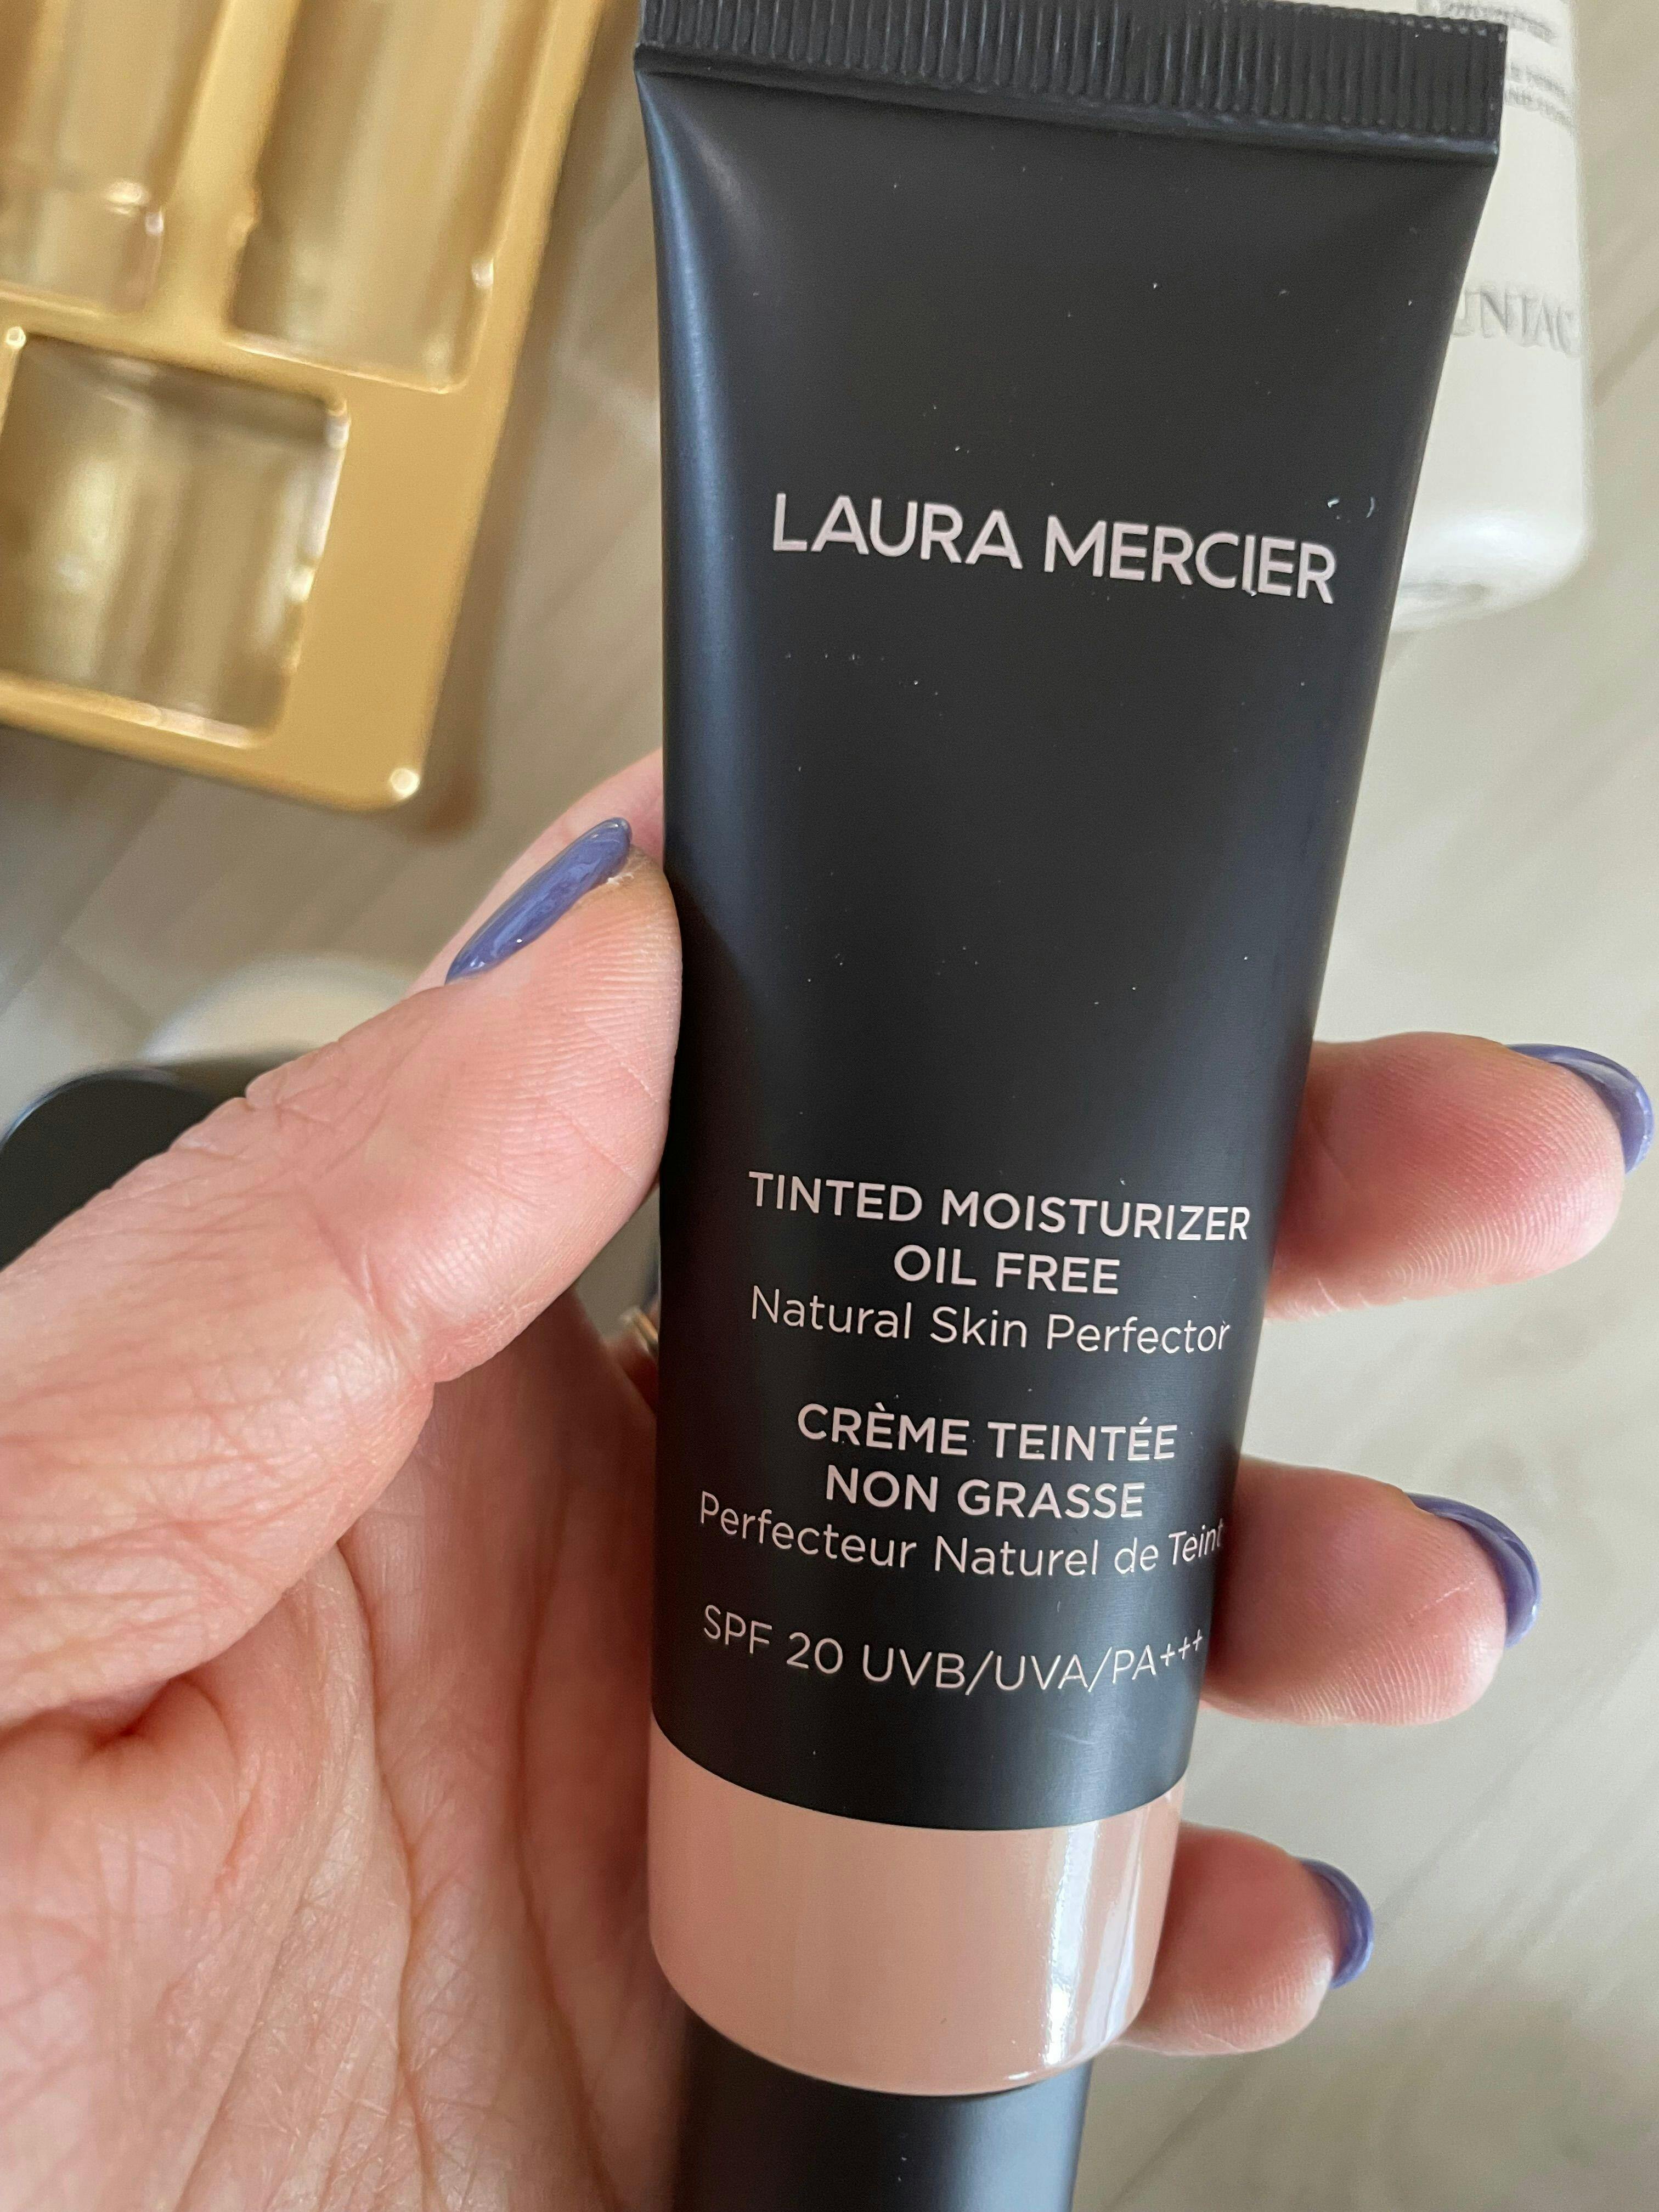 LAURA MERCIER
TINTED MOISTURIZER
OIL FREE
Natural Skin Perfector
CRÈME TEINTÉE
NON GRASSE
Perfecteur Naturel de Teint
SPF 20 UVB/UVA/PA+++